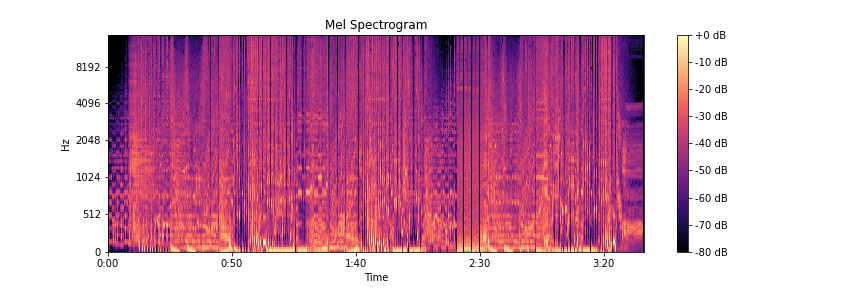 Mel Spectrogram
+0 dB
8192
-10 dB
4096
-20 dB
-30 dB
2048
Hz
-40 dB
1024
-50 dB
-60 dB
512
-70 dB
0
-80 dB
0:00
0:50
1:40
2:30
3:20
Time